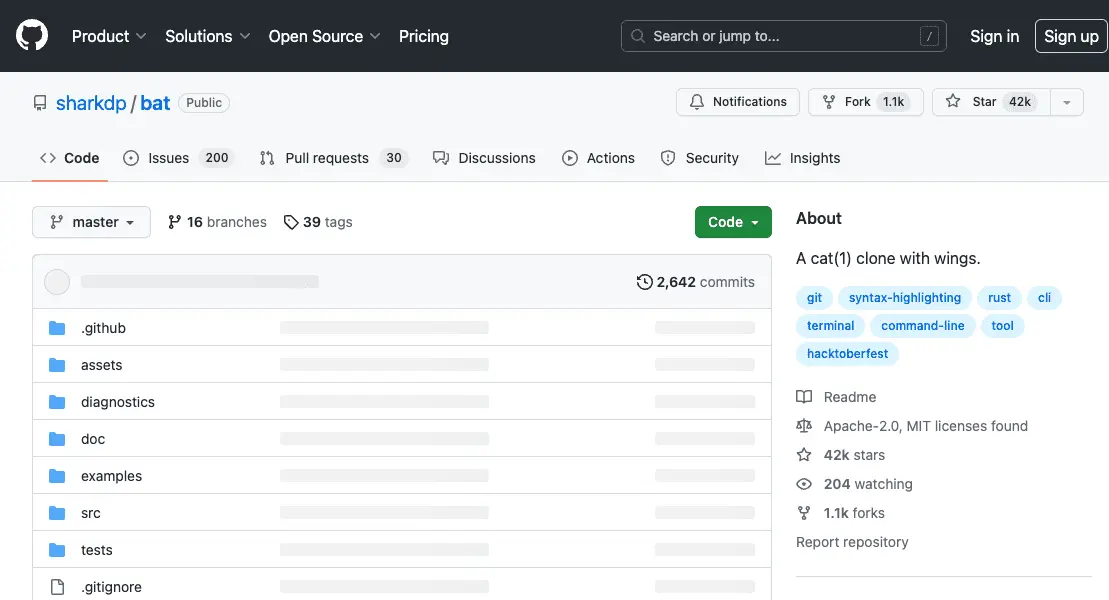 Product Solutions Open Source Pricing Search or jump to... / Sign in Sign up
sharkdp / bat Public Notifications Fork 1.1k Star 42k
Code Issues 200 Pull requests 30 Discussions Actions Security Insights
master 16 branches 39 tags Code
2,642 commits
.github
assets
diagnostics
doc
examples
src
tests
.gitignore
About
A cat(1) clone with wings.
git syntax-highlighting rust cli
terminal command-line tool
hacktoberfest
Readme
Apache-2.0, MIT licenses found
42k stars
204 watching
1.1k forks
Report repository